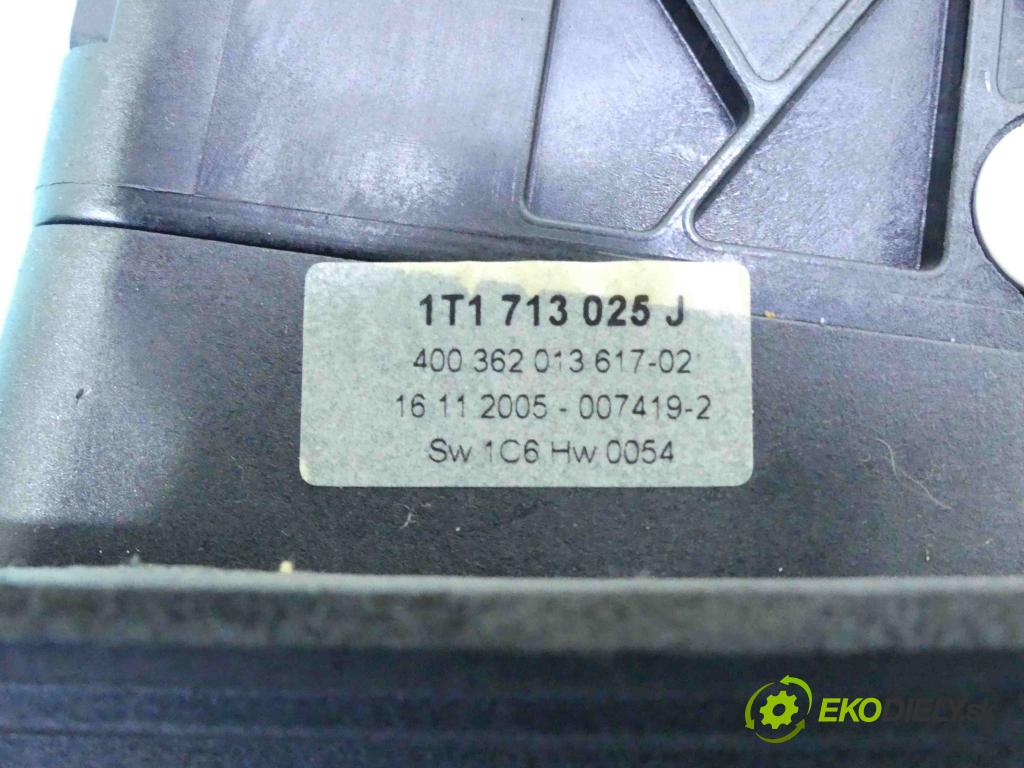 1T1 713 025 J
400 362 013 617-02
16 11 2005 - 007419-2
Sw 1C6 Hw 0054
EKODIELY.sk